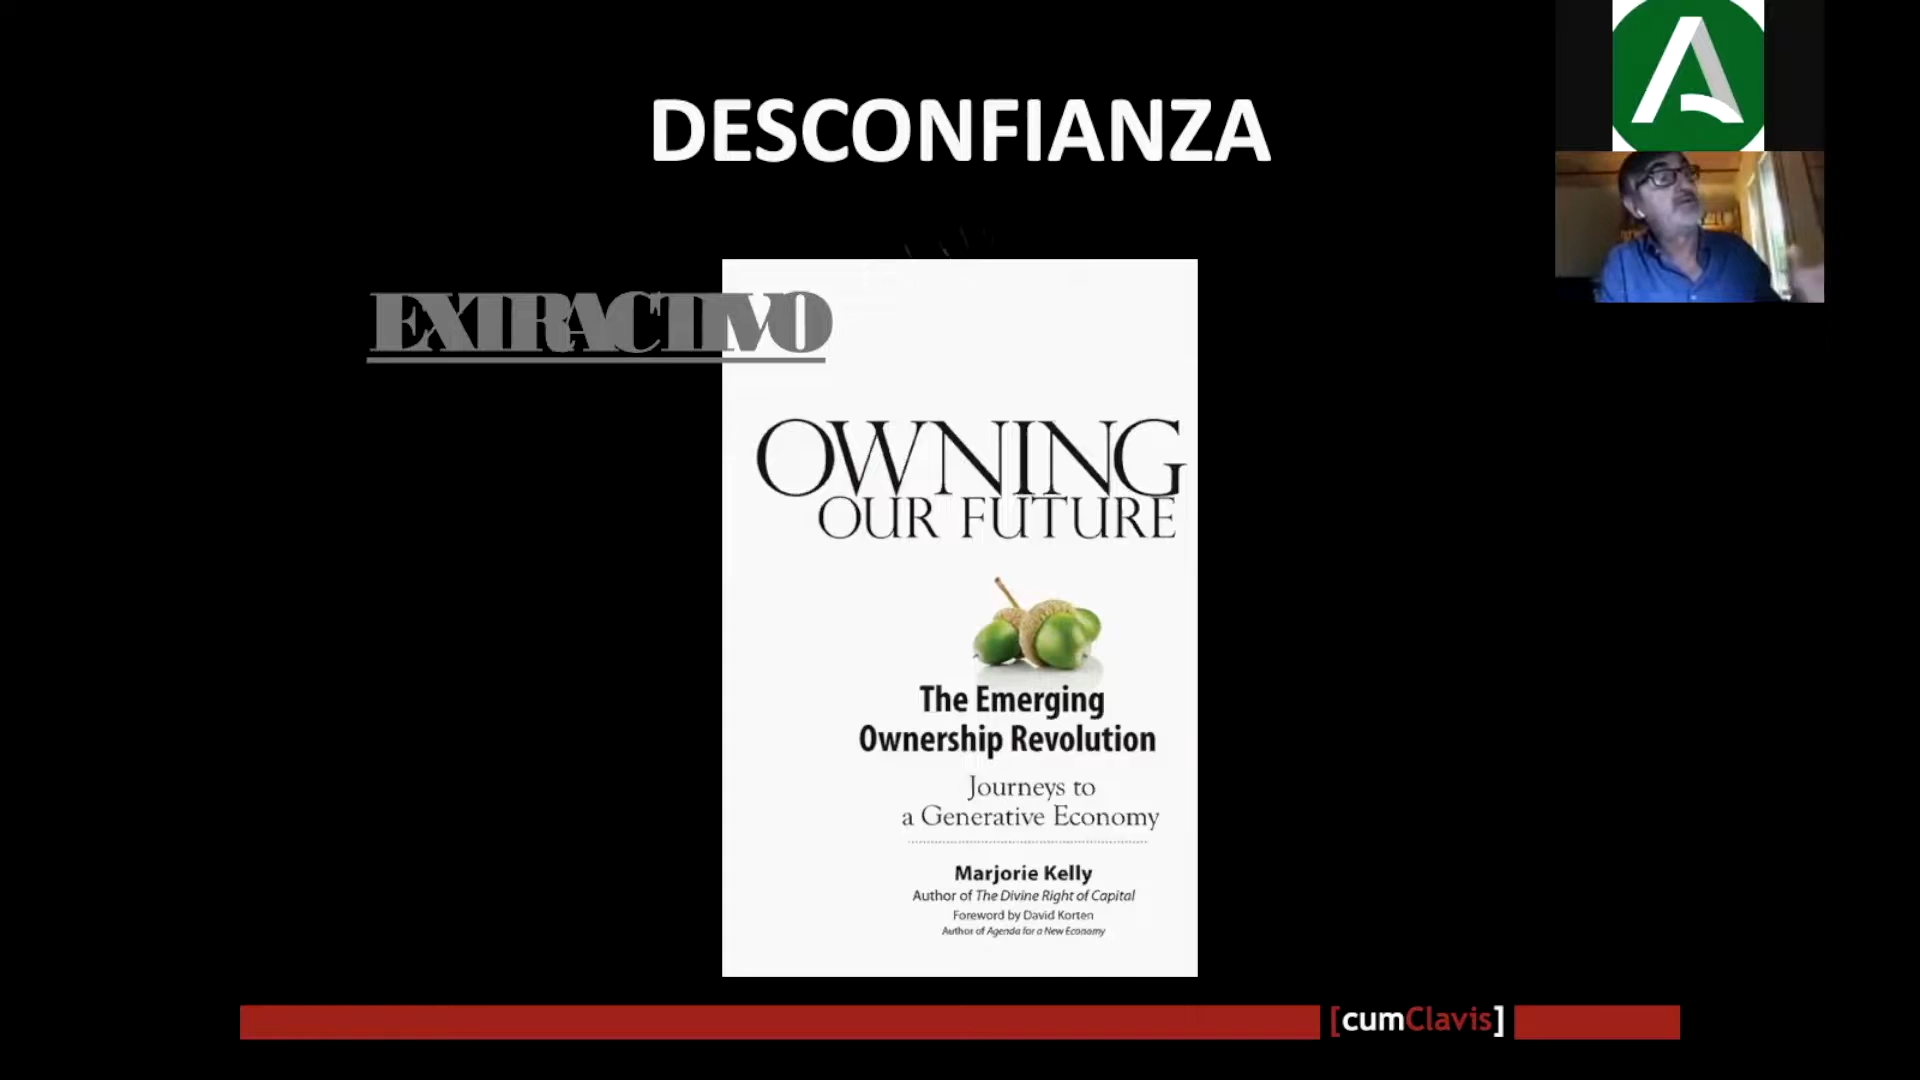 DESCONFIANZA
EXTRACTIVO
OWNING
OUR FUTURE
The Emerging
Ownership Revolution
Journeys to
a Generative Economy
Marjorie Kelly
Author of The Divine Right of Capital
Foreword by David Korten
Author of Agenda for a New Economy
[cumClavis]